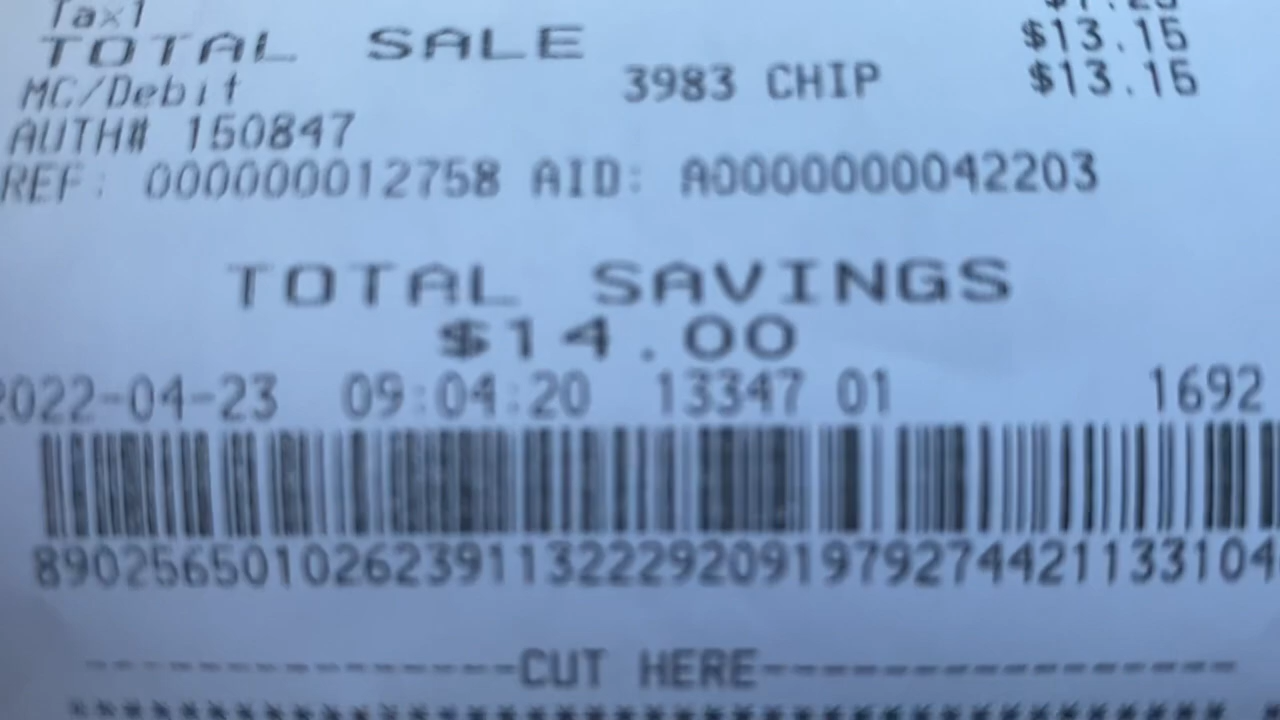 Tax1
TOTAL SALE $13.15
MC/Debit 3983 CHIP $13.15
AUTH# 150847
REF: 000000012758 AID: A0000000042203
TOTAL SAVINGS
$14.00
2022-04-23 09:04:20 13347 01 1692
89025650102623911322292091979274421133104
CUT HERE